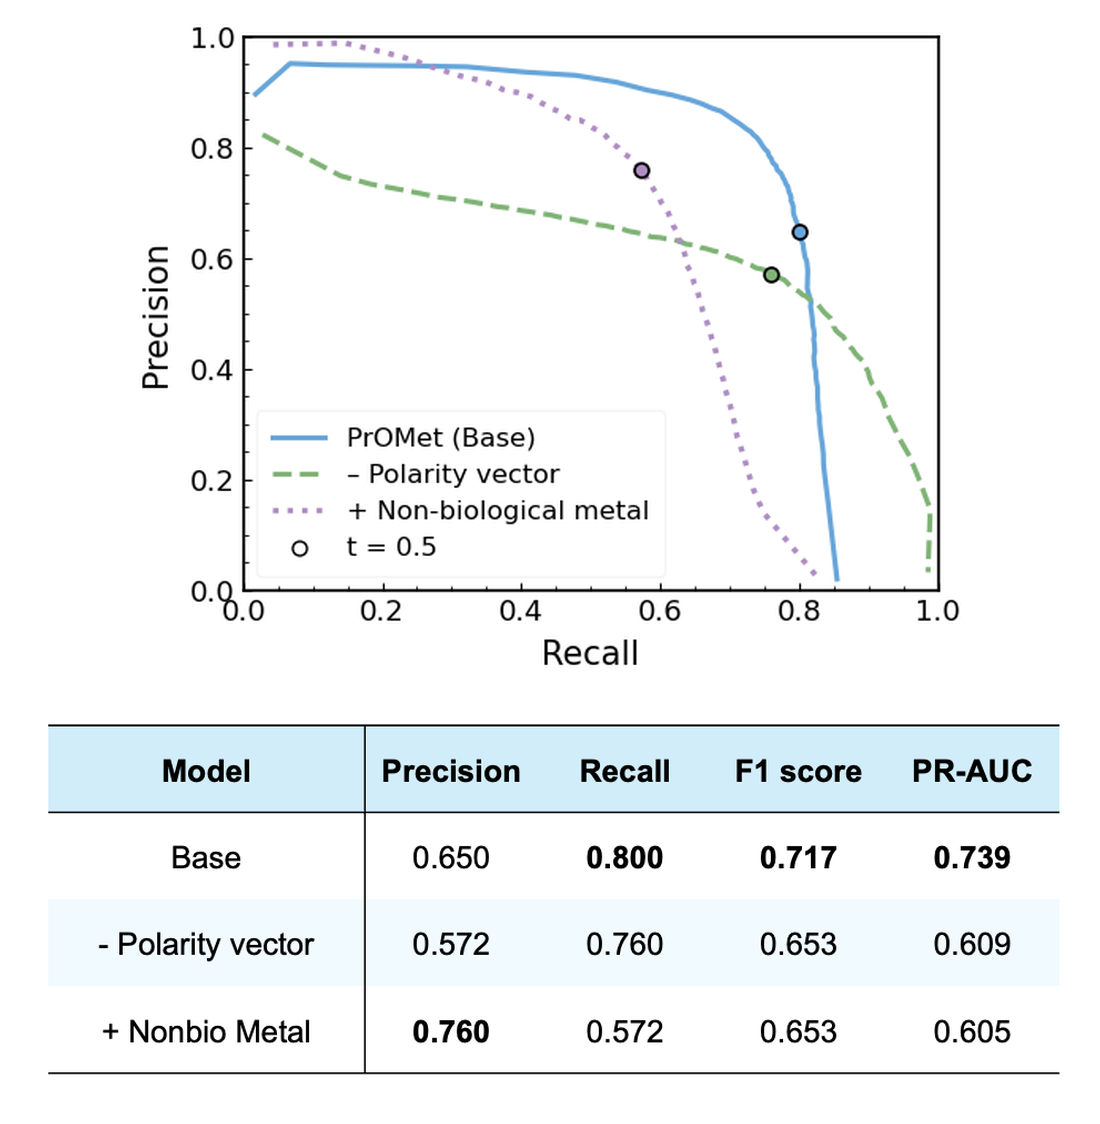 1.0
0.8
0.6
0.4
0.2
0.0
Precision
PrOMet (Base)
– Polarity vector
+ Non-biological metal
t = 0.5
0.0 0.2 0.4 0.6 0.8 1.0
Recall
Model Precision Recall F1 score PR-AUC
Base 0.650 0.800 0.717 0.739
- Polarity vector 0.572 0.760 0.653 0.609
+ Nonbio Metal 0.760 0.572 0.653 0.605